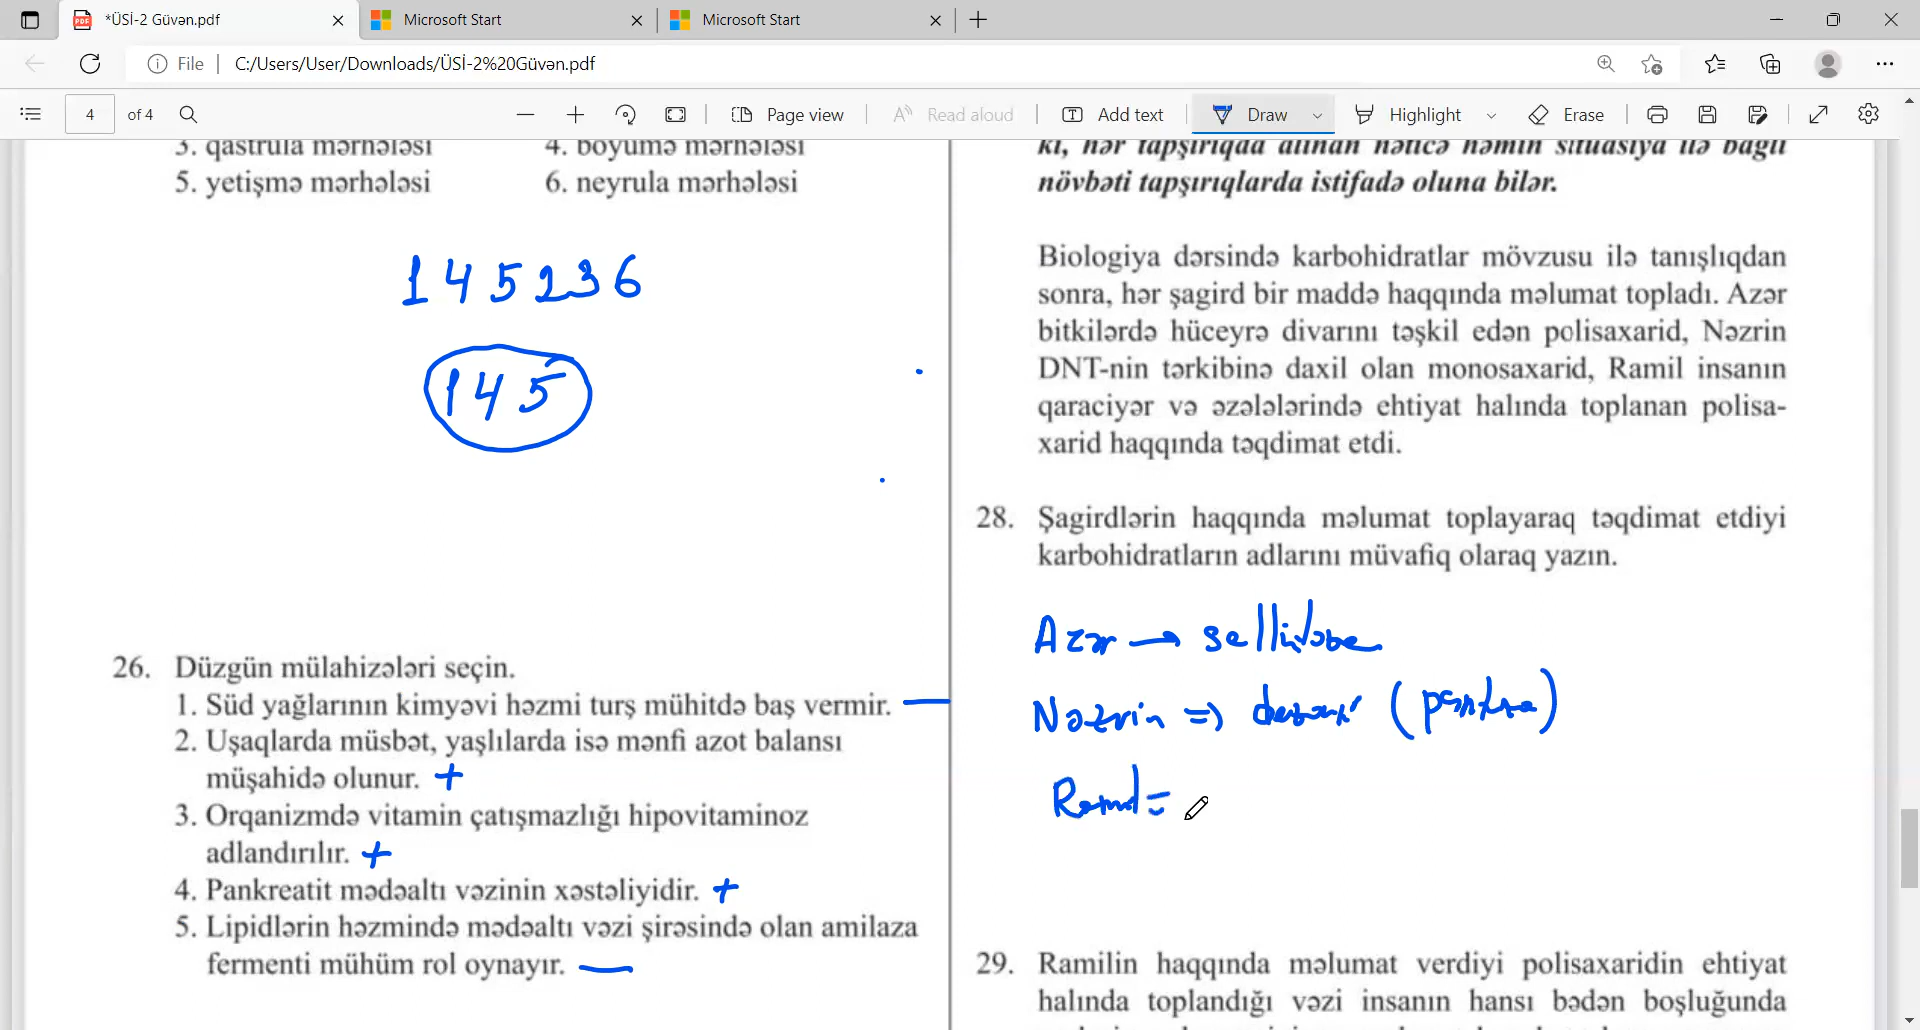 *ÜSİ-2 Güvən.pdf
Microsoft Start
Microsoft Start
File
C:/Users/User/Downloads/ÜSİ-2%20Güvən.pdf
4 of 4
Page view
Read aloud
Add text
Draw
Highlight
Erase
3. qastrula mərhələsi 4. böyümə mərhələsi
5. yetişmə mərhələsi 6. neyrula mərhələsi
1 4 5 2 3 6
1 4 5
26. Düzgün mülahizələri seçin.
1. Süd yağlarının kimyəvi həzmi turş mühitdə baş vermir. —
2. Uşaqlarda müsbət, yaşlılarda isə mənfi azot balansı
müşahidə olunur. +
3. Orqanizmdə vitamin çatışmazlığı hipovitaminoz
adlandırılır. +
4. Pankreatit mədəaltı vəzinin xəstəliyidir. +
5. Lipidlərin həzmində mədəaltı vəzi şirəsində olan amilaza
fermenti mühüm rol oynayır. —
ki, hər tapşırıqda alınan nəticə həmin situasiya ilə bağlı
növbəti tapşırıqlarda istifadə oluna bilər.
Biologiya dərsində karbohidratlar mövzusu ilə tanışlıqdan
sonra, hər şagird bir maddə haqqında məlumat topladı. Azər
bitkilərdə hüceyrə divarını təşkil edən polisaxarid, Nəzrin
DNT-nin tərkibinə daxil olan monosaxarid, Ramil insanın
qaraciyər və əzələlərində ehtiyat halında toplanan polisa-
xarid haqqında təqdimat etdi.
28. Şagirdlərin haqqında məlumat toplayaraq təqdimat etdiyi
karbohidratların adlarını müvafiq olaraq yazın.
Azər →
Nəzrin ⇒
=
29. Ramilin haqqında məlumat verdiyi polisaxaridin ehtiyat
halında toplandığı vəzi insanın hansı bədən boşluğunda